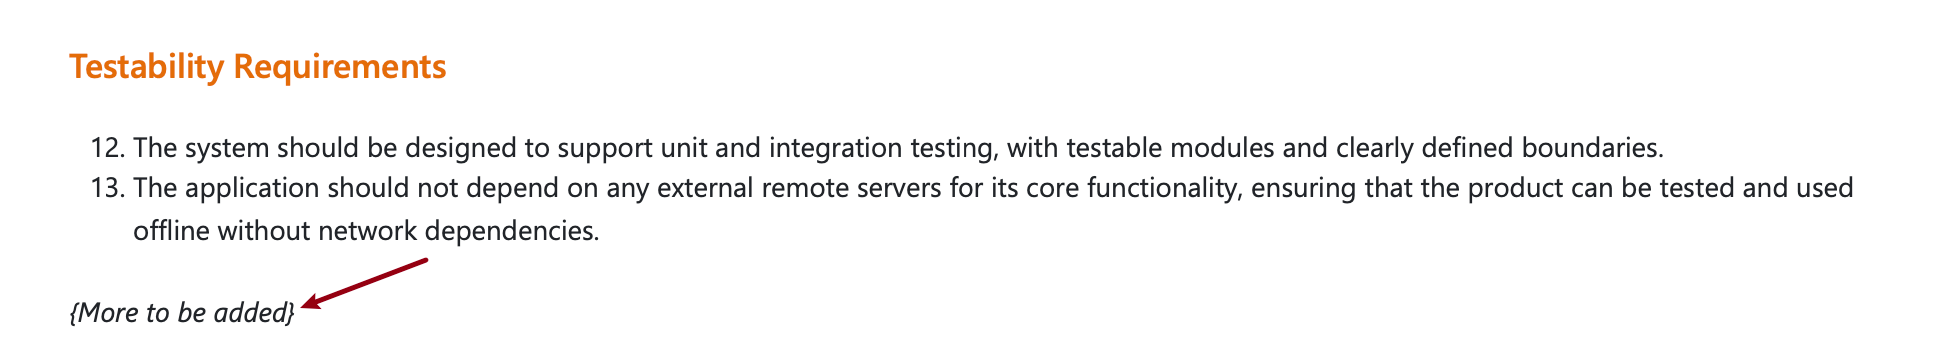 Testability Requirements
12. The system should be designed to support unit and integration testing, with testable modules and clearly defined boundaries.
13. The application should not depend on any external remote servers for its core functionality, ensuring that the product can be tested and used
offline without network dependencies.
{More to be added}